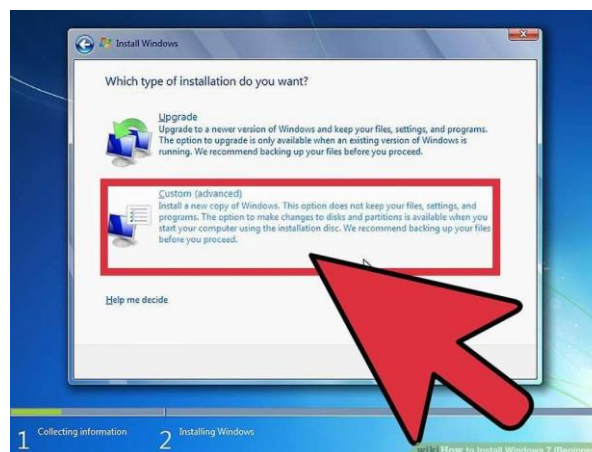 Install Windows
Which type of installation do you want?
Upgrade
Upgrade to a newer version of Windows and keep your files, settings, and programs.
The option to upgrade is only available when an existing version of Windows is
running. We recommend backing up your files before you proceed.
Custom (advanced)
Install a new copy of Windows. This option does not keep your files, settings, and
programs. The option to make changes to disks and partitions is available when you
start your computer using the installation disc. We recommend backing up your files
before you proceed.
Help me decide
1 Collecting information
2 Installing Windows
wikiHow to Install Windows 7 (Beginners